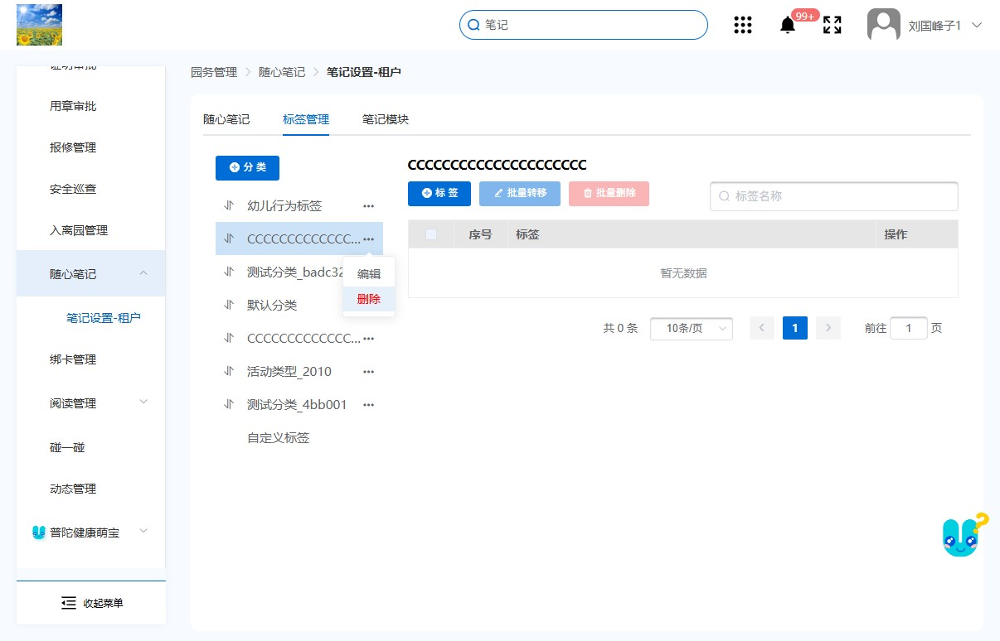 笔记
99+
刘国峰子1
证明审批
用章审批
报修管理
安全巡查
入离园管理
随心笔记
笔记设置-租户
绑卡管理
阅读管理
碰一碰
动态管理
普陀健康萌宝
收起菜单
园务管理 > 随心笔记 > 笔记设置-租户
随心笔记 标签管理 笔记模块
分类
幼儿行为标签
CCCCCCCCCCCCC...
测试分类_badc32
默认分类
CCCCCCCCCCCCC...
活动类型_2010
测试分类_4bb001
自定义标签
编辑
删除
CCCCCCCCCCCCCCCCCCCCC
标签 批量转移 批量删除 标签名称
序号 标签 操作
暂无数据
共 0 条 10条/页 1 前往 1 页